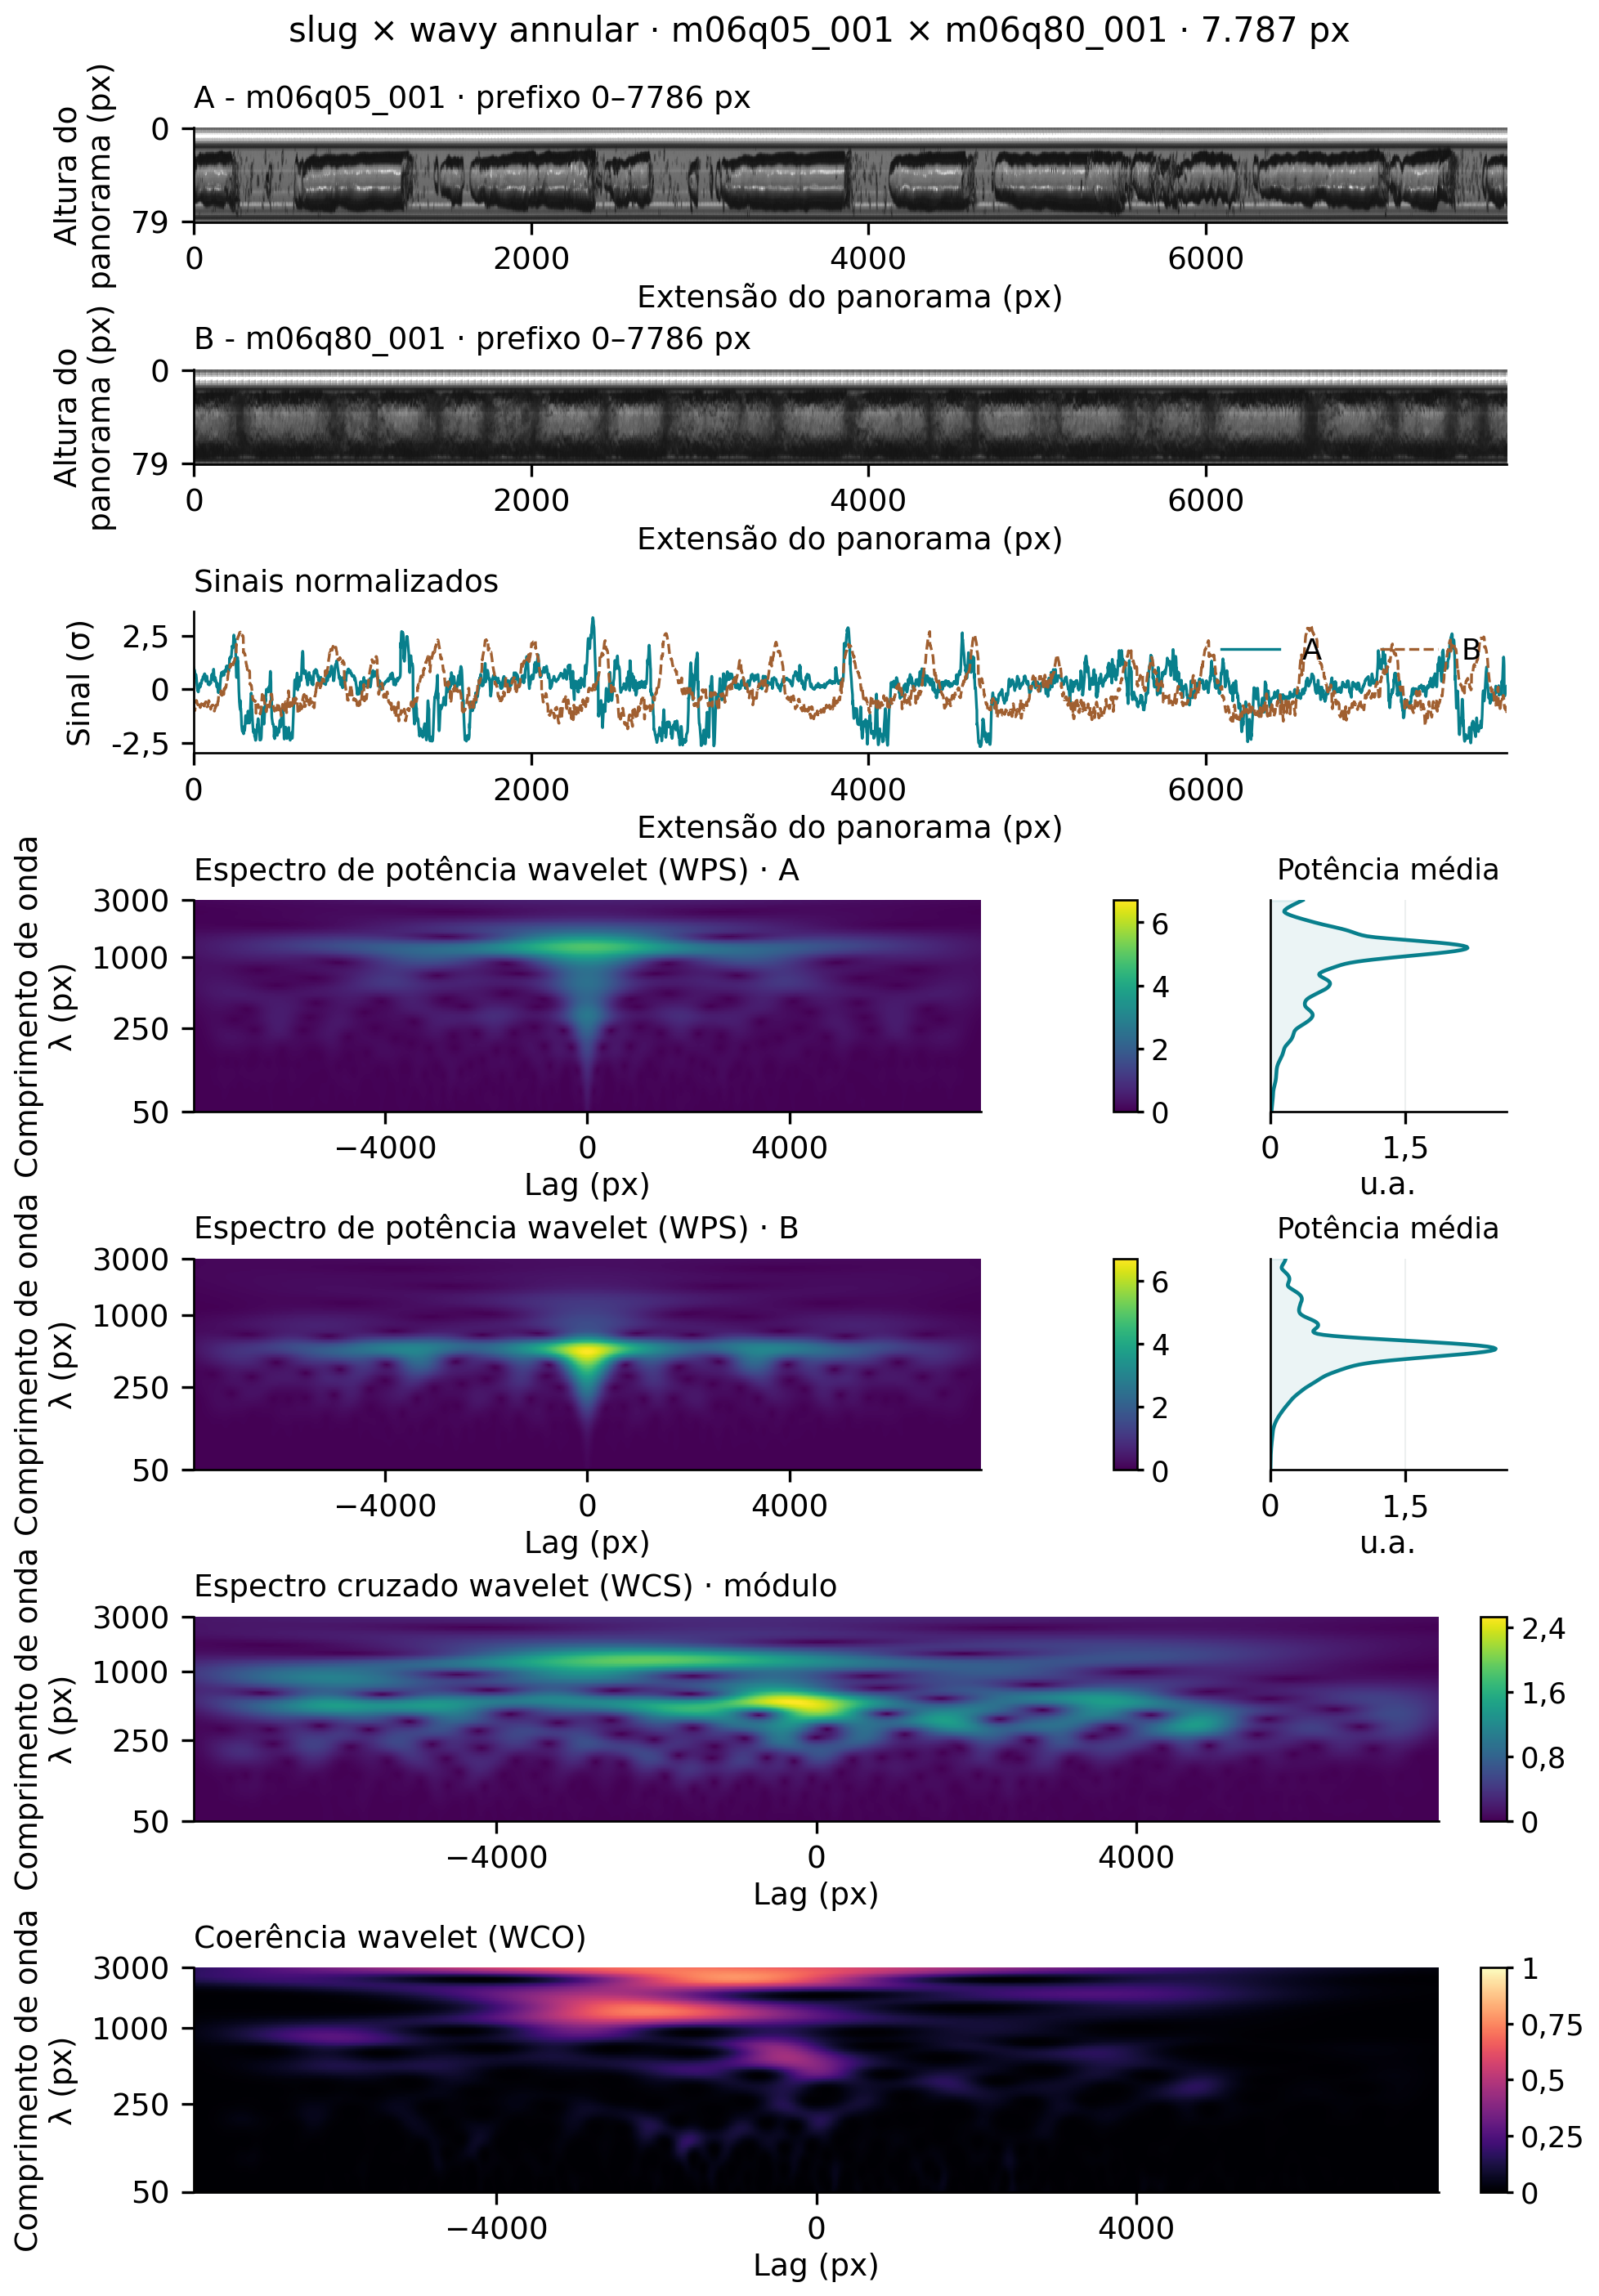 slug × wavy annular · m06q05_001 × m06q80_001 · 7.787 px
A - m06q05_001 · prefixo 0–7786 px
Altura do
panorama (px)
0
79
0 2000 4000 6000
Extensão do panorama (px)
B - m06q80_001 · prefixo 0–7786 px
Altura do
panorama (px)
0
79
0 2000 4000 6000
Extensão do panorama (px)
Sinais normalizados
Sinal (σ)
2,5
0
-2,5
A B
0 2000 4000 6000
Extensão do panorama (px)
Espectro de potência wavelet (WPS) · A
Comprimento de onda
λ (px)
3000
1000
250
50
−4000 0 4000
Lag (px)
6
4
2
0
Potência média
0 1,5
u.a.
Espectro de potência wavelet (WPS) · B
Comprimento de onda
λ (px)
3000
1000
250
50
−4000 0 4000
Lag (px)
6
4
2
0
Potência média
0 1,5
u.a.
Espectro cruzado wavelet (WCS) · módulo
Comprimento de onda
λ (px)
3000
1000
250
50
−4000 0 4000
Lag (px)
2,4
1,6
0,8
0
Coerência wavelet (WCO)
Comprimento de onda
λ (px)
3000
1000
250
50
−4000 0 4000
Lag (px)
1
0,75
0,5
0,25
0